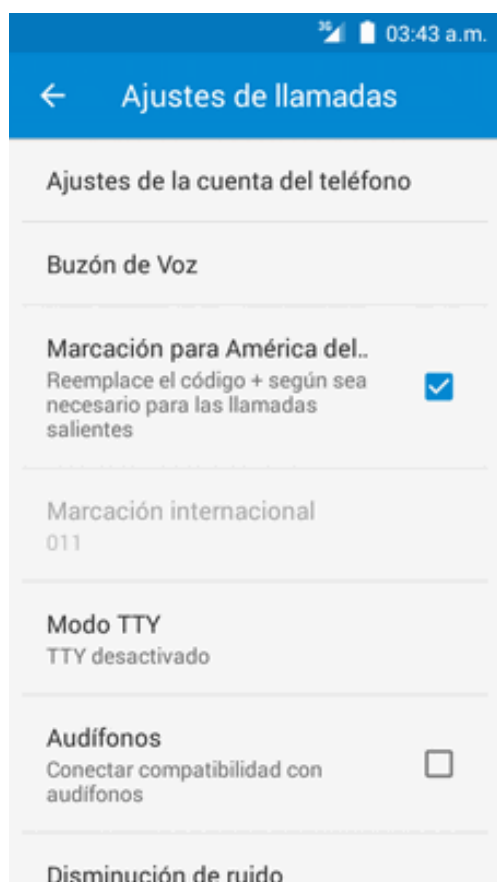 3G 03:43 a.m.
Ajustes de llamadas
Ajustes de la cuenta del teléfono
Buzón de Voz
Marcación para América del..
Reemplace el código + según sea
necesario para las llamadas
salientes
Marcación internacional
011
Modo TTY
TTY desactivado
Audífonos
Conectar compatibilidad con
audífonos
Disminución de ruido